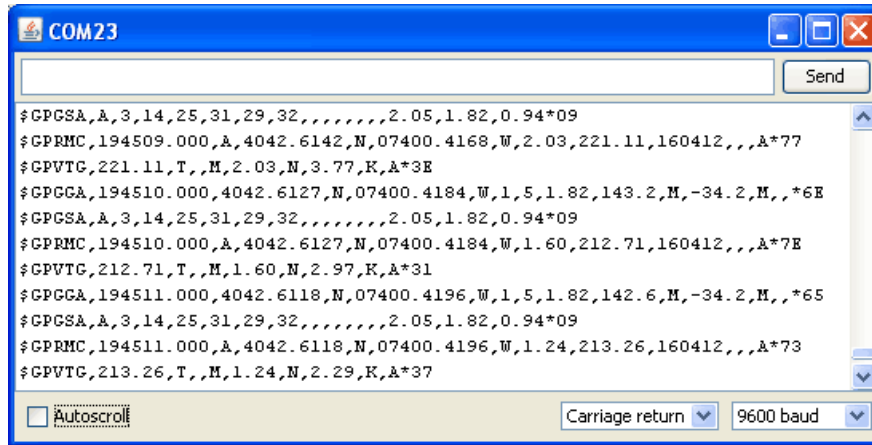 COM23
Send
$GPGSA,A,3,14,25,31,29,32,,,,,,,,2.05,1.82,0.94*09
$GPRMC,194509.000,A,4042.6142,N,07400.4168,W,2.03,221.11,160412,,,A*77
$GPVTG,221.11,T,,M,2.03,N,3.77,K,A*3E
$GPGGA,194510.000,4042.6127,N,07400.4184,W,1,5,1.82,143.2,M,-34.2,M,,*6E
$GPGSA,A,3,14,25,31,29,32,,,,,,,,2.05,1.82,0.94*09
$GPRMC,194510.000,A,4042.6127,N,07400.4184,W,1.60,212.71,160412,,,A*7E
$GPVTG,212.71,T,,M,1.60,N,2.97,K,A*31
$GPGGA,194511.000,4042.6118,N,07400.4196,W,1,5,1.82,142.6,M,-34.2,M,,*65
$GPGSA,A,3,14,25,31,29,32,,,,,,,,2.05,1.82,0.94*09
$GPRMC,194511.000,A,4042.6118,N,07400.4196,W,1.24,213.26,160412,,,A*73
$GPVTG,213.26,T,,M,1.24,N,2.29,K,A*37
Autoscroll Carriage return 9600 baud